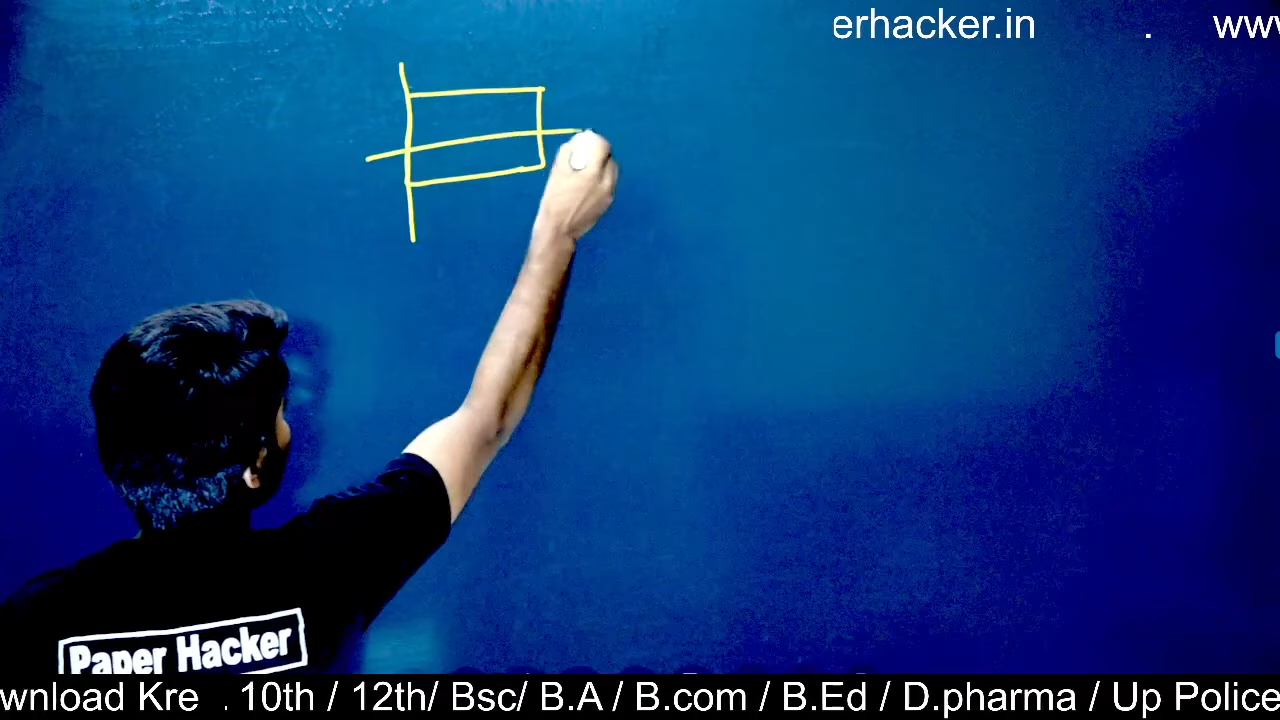 erhacker.in . www
Paper Hacker
wnload Kre . 10th / 12th/ Bsc/ B.A / B.com / B.Ed / D.pharma / Up Police